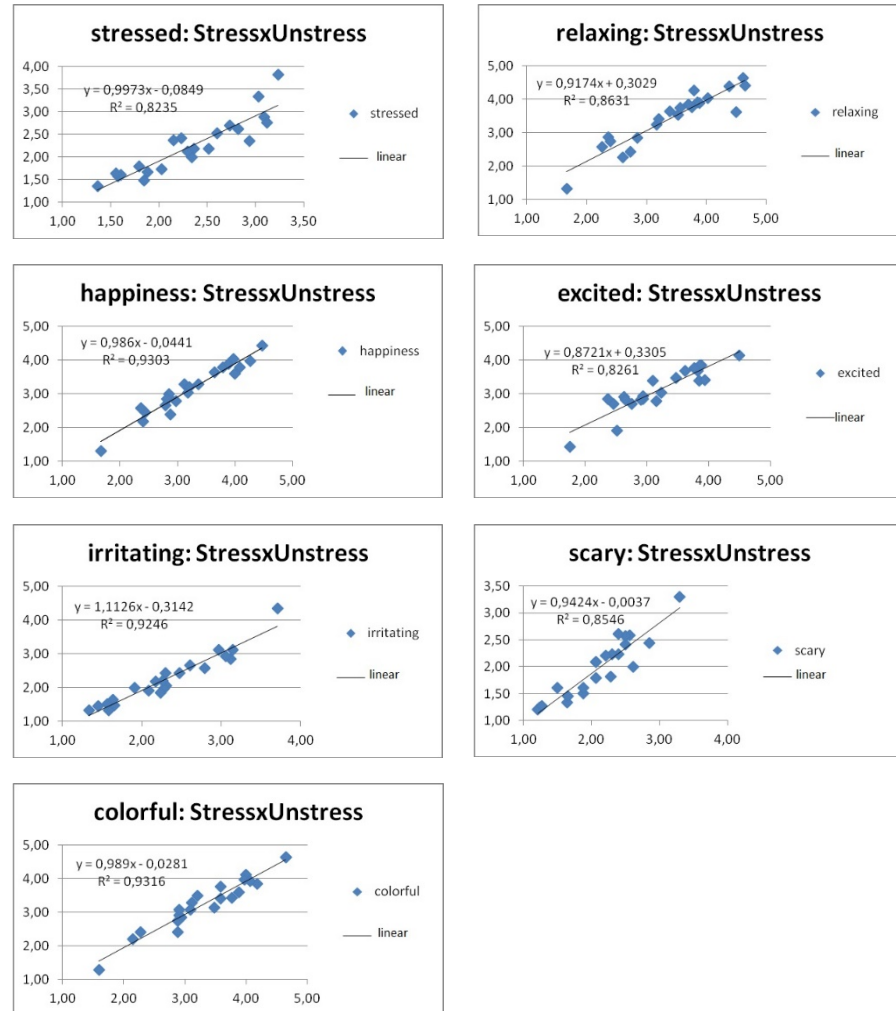 stressed: StressxUnstress
4,00
3,50
3,00
2,50
2,00
1,50
1,00
y = 0,9973x - 0,0849
R² = 0,8235
stressed
linear
1,00 1,50 2,00 2,50 3,00 3,50
relaxing: StressxUnstress
5,00
4,00
3,00
2,00
1,00
y = 0,9174x + 0,3029
R² = 0,8631
relaxing
linear
1,00 2,00 3,00 4,00 5,00
happiness: StressxUnstress
5,00
4,00
3,00
2,00
1,00
y = 0,986x - 0,0441
R² = 0,9303
happiness
linear
1,00 2,00 3,00 4,00 5,00
excited: StressxUnstress
5,00
4,00
3,00
2,00
1,00
y = 0,8721x + 0,3305
R² = 0,8261
excited
linear
1,00 2,00 3,00 4,00 5,00
irritating: StressxUnstress
5,00
4,00
3,00
2,00
1,00
y = 1,1126x - 0,3142
R² = 0,9246
irritating
linear
1,00 2,00 3,00 4,00
scary: StressxUnstress
3,50
3,00
2,50
2,00
1,50
1,00
y = 0,9424x - 0,0037
R² = 0,8546
scary
linear
1,00 2,00 3,00 4,00
colorful: StressxUnstress
5,00
4,00
3,00
2,00
1,00
y = 0,989x - 0,0281
R² = 0,9316
colorful
linear
1,00 2,00 3,00 4,00 5,00